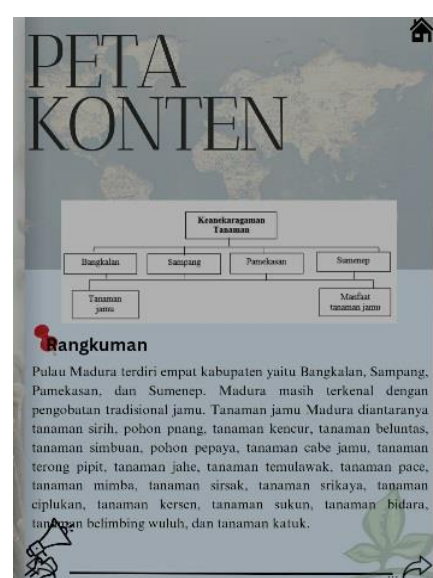 PETA
KONTEN
Keanekaragaman
Tanaman
Bangkalan
Sampang
Pamekasan
Sumenep
Tanaman
jamu
Manfaat
tanaman jamu
Rangkuman
Pulau Madura terdiri empat kabupaten yaitu Bangkalan, Sampang,
Pamekasan, dan Sumenep. Madura masih terkenal dengan
pengobatan tradisional jamu. Tanaman jamu Madura diantaranya
tanaman sirih, pohon pnang, tanaman kencur, tanaman beluntas,
tanaman simbuan, pohon pepaya, tanaman cabe jamu, tanaman
terong pipit, tanaman jahe, tanaman temulawak, tanaman pace,
tanaman mimba, tanaman sirsak, tanaman srikaya, tanaman
ciplukan, tanaman kersen, tanaman sukun, tanaman bidara,
tanaman belimbing wuluh, dan tanaman katuk.